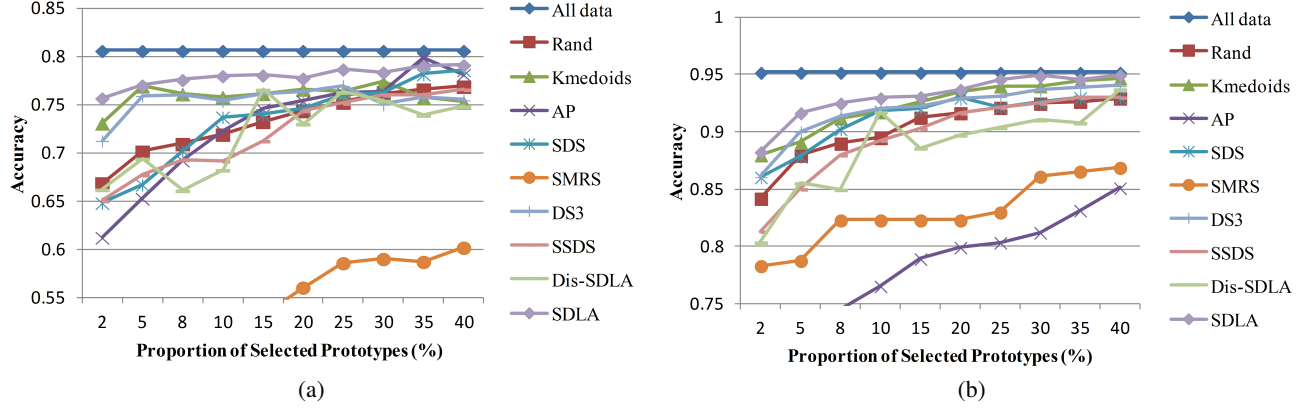 0.85
0.8
0.75
0.7
0.65
0.6
0.55
Accuracy
2 5 8 10 15 20 25 30 35 40
Proportion of Selected Prototypes (%)
All data
Rand
Kmedoids
AP
SDS
SMRS
DS3
SSDS
Dis-SDLA
SDLA
(a)
1
0.95
0.9
0.85
0.8
0.75
Accuracy
2 5 8 10 15 20 25 30 35 40
Proportion of Selected Prototypes (%)
All data
Rand
Kmedoids
AP
SDS
SMRS
DS3
SSDS
Dis-SDLA
SDLA
(b)